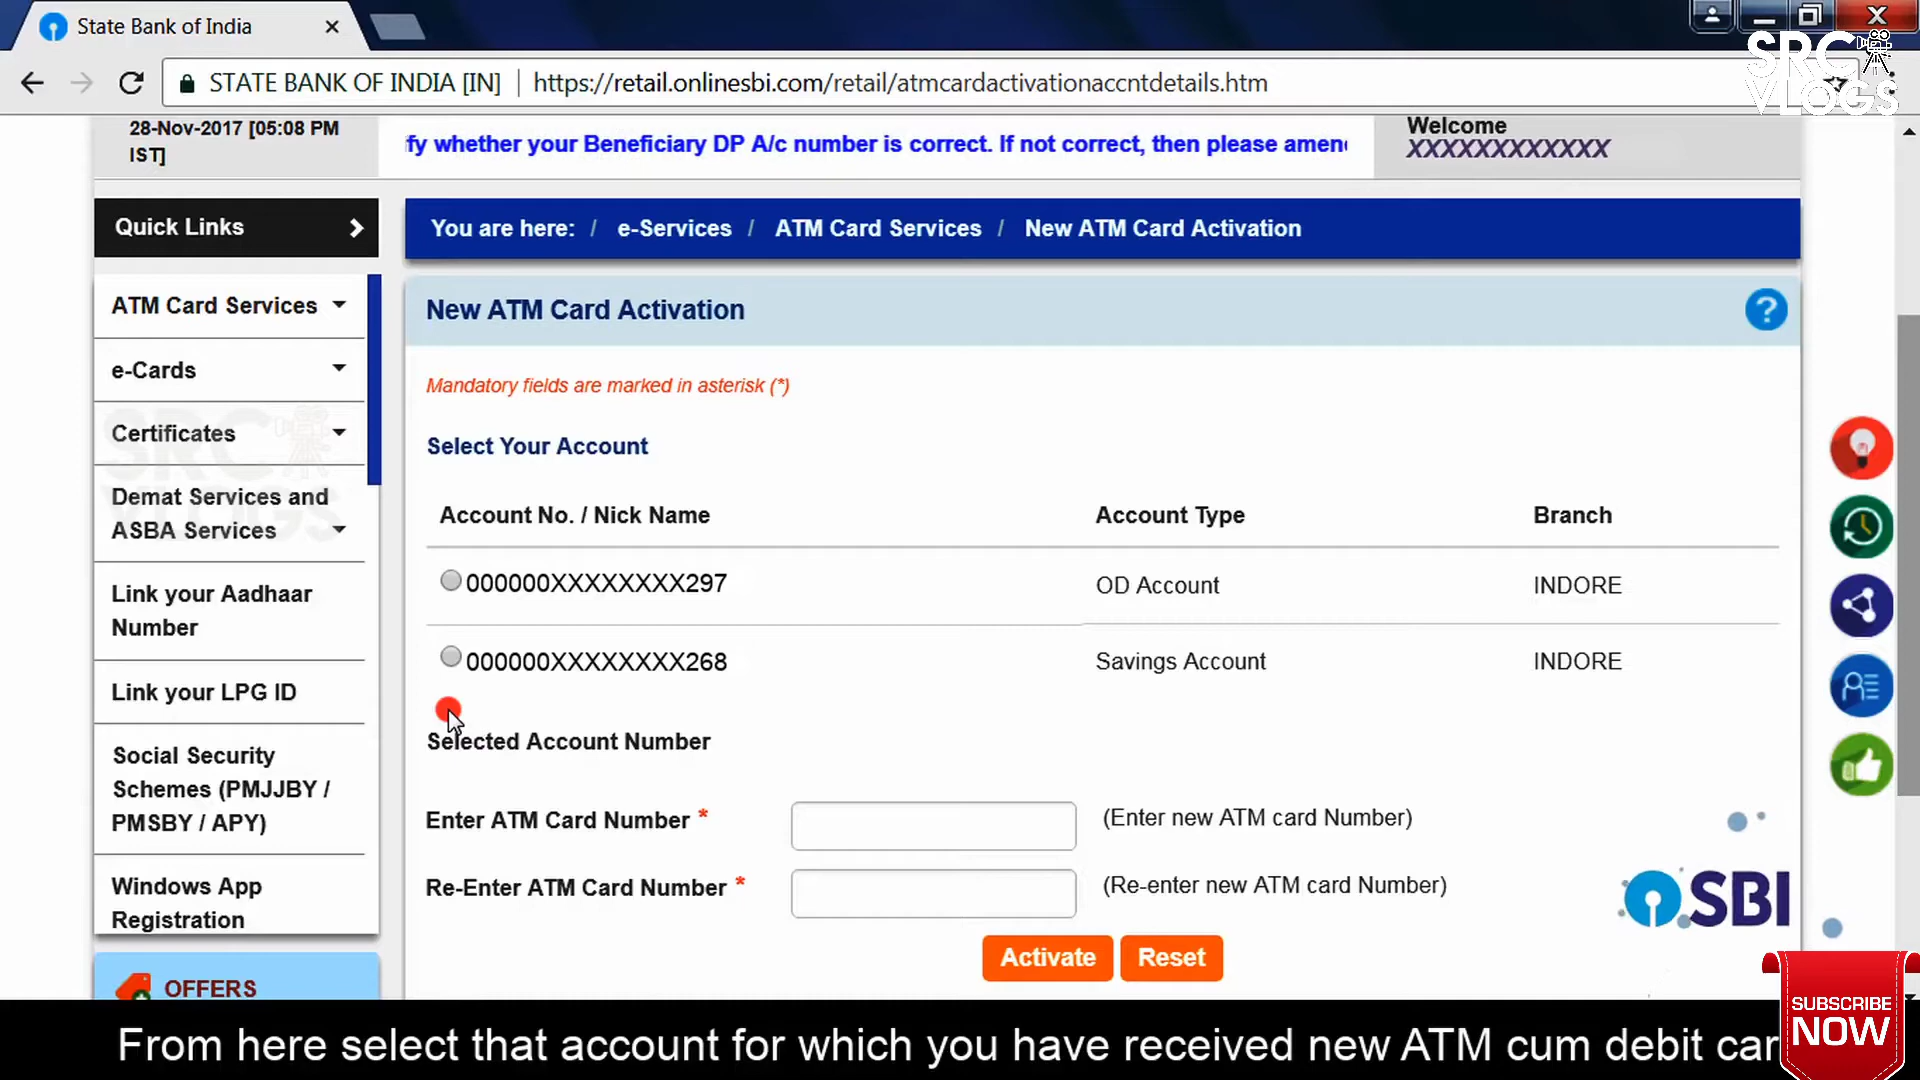 State Bank of India
SRC
VLOGS
STATE BANK OF INDIA [IN]
https://retail.onlinesbi.com/retail/atmcardactivationaccntdetails.htm
28-Nov-2017 [05:08 PM
IST]
fy whether your Beneficiary DP A/c number is correct. If not correct, then please amen
Welcome
XXXXXXXXXXXX
Quick Links
You are here: / e-Services / ATM Card Services / New ATM Card Activation
ATM Card Services
e-Cards
Certificates
SRC
VLOGS
Demat Services and
ASBA Services
Link your Aadhaar
Number
Link your LPG ID
Social Security
Schemes (PMJJBY /
PMSBY / APY)
Windows App
Registration
OFFERS
New ATM Card Activation
?
Mandatory fields are marked in asterisk (*)
Select Your Account
Account No. / Nick Name Account Type Branch
000000XXXXXXXX297 OD Account INDORE
000000XXXXXXXX268 Savings Account INDORE
Selected Account Number
Enter ATM Card Number * (Enter new ATM card Number)
Re-Enter ATM Card Number * (Re-enter new ATM card Number)
SBI
Activate Reset
From here select that account for which you have received new ATM cum debit car
SUBSCRIBE
NOW